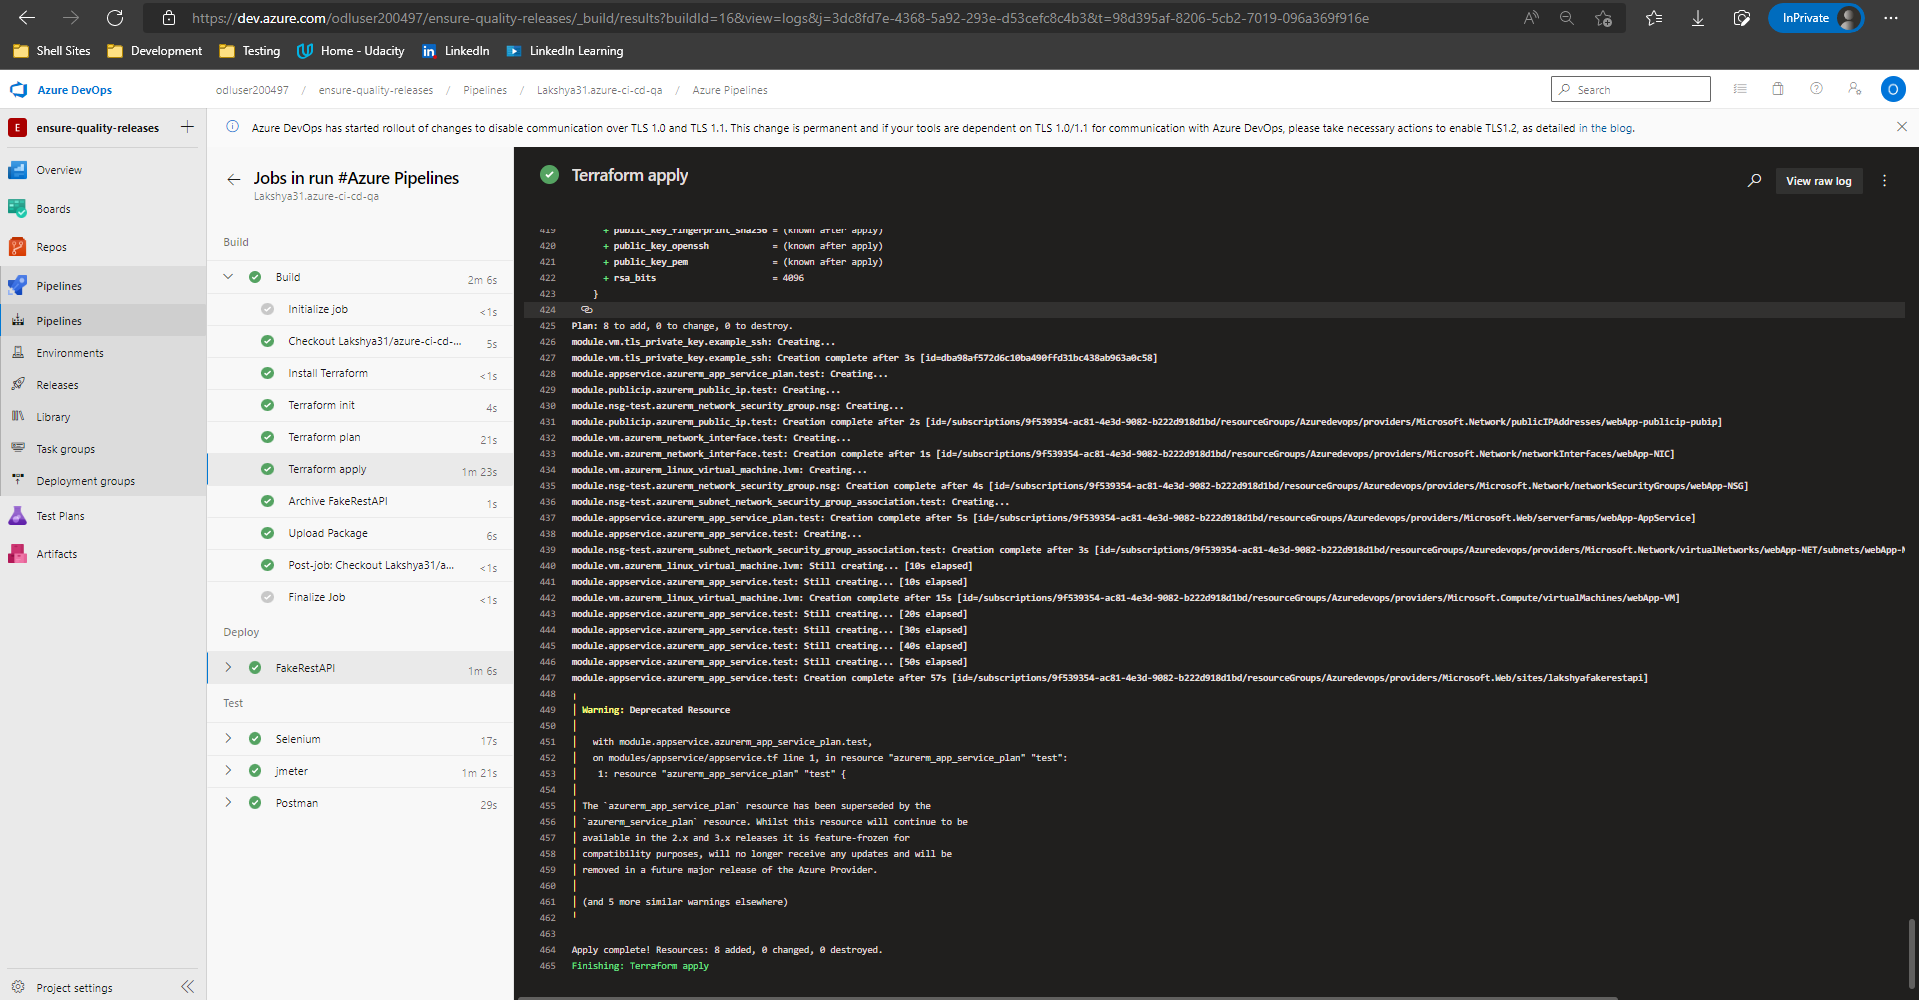 https://dev.azure.com/odluser200497/ensure-quality-releases/_build/results?buildId=16&view=logs&j=3dc8fd7e-4368-5a92-293e-d53cefc8c4b3&t=98d395af-8206-5cb2-7019-096a369f916e
InPrivate
Shell Sites
Development
Testing
Home - Udacity
LinkedIn
LinkedIn Learning
Azure DevOps
odluser200497 / ensure-quality-releases / Pipelines / Lakshya31.azure-ci-cd-qa / Azure Pipelines
Search
O
E
ensure-quality-releases
Azure DevOps has started rollout of changes to disable communication over TLS 1.0 and TLS 1.1. This change is permanent and if your tools are dependent on TLS 1.0/1.1 for communication with Azure DevOps, please take necessary actions to enable TLS1.2, as detailed in the blog.
Overview
Boards
Repos
Pipelines
Pipelines
Environments
Releases
Library
Task groups
Deployment groups
Test Plans
Artifacts
Project settings
Jobs in run #Azure Pipelines
Lakshya31.azure-ci-cd-qa
Build
Build 2m 6s
Initialize job <1s
Checkout Lakshya31/azure-ci-cd-... 5s
Install Terraform <1s
Terraform init 4s
Terraform plan 21s
Terraform apply 1m 23s
Archive FakeRestAPI 1s
Upload Package 6s
Post-job: Checkout Lakshya31/a... <1s
Finalize Job <1s
Deploy
FakeRestAPI 1m 6s
Test
Selenium 17s
jmeter 1m 21s
Postman 29s
Terraform apply
View raw log
419 + public_key_fingerprint_sha256 = (known after apply)
420 + public_key_openssh = (known after apply)
421 + public_key_pem = (known after apply)
422 + rsa_bits = 4096
423 }
424
425 Plan: 8 to add, 0 to change, 0 to destroy.
426 module.vm.tls_private_key.example_ssh: Creating...
427 module.vm.tls_private_key.example_ssh: Creation complete after 3s [id=dba98af572d6c10ba490ffd31bc438ab963a0c58]
428 module.appservice.azurerm_app_service_plan.test: Creating...
429 module.publicip.azurerm_public_ip.test: Creating...
430 module.nsg-test.azurerm_network_security_group.nsg: Creating...
431 module.publicip.azurerm_public_ip.test: Creation complete after 2s [id=/subscriptions/9f539354-ac81-4e3d-9082-b222d918d1bd/resourceGroups/Azuredevops/providers/Microsoft.Network/publicIPAddresses/webApp-publicip-pubip]
432 module.vm.azurerm_network_interface.test: Creating...
433 module.vm.azurerm_network_interface.test: Creation complete after 1s [id=/subscriptions/9f539354-ac81-4e3d-9082-b222d918d1bd/resourceGroups/Azuredevops/providers/Microsoft.Network/networkInterfaces/webApp-NIC]
434 module.vm.azurerm_linux_virtual_machine.lvm: Creating...
435 module.nsg-test.azurerm_network_security_group.nsg: Creation complete after 4s [id=/subscriptions/9f539354-ac81-4e3d-9082-b222d918d1bd/resourceGroups/Azuredevops/providers/Microsoft.Network/networkSecurityGroups/webApp-NSG]
436 module.nsg-test.azurerm_subnet_network_security_group_association.test: Creating...
437 module.appservice.azurerm_app_service_plan.test: Creation complete after 5s [id=/subscriptions/9f539354-ac81-4e3d-9082-b222d918d1bd/resourceGroups/Azuredevops/providers/Microsoft.Web/serverfarms/webApp-AppService]
438 module.appservice.azurerm_app_service.test: Creating...
439 module.nsg-test.azurerm_subnet_network_security_group_association.test: Creation complete after 3s [id=/subscriptions/9f539354-ac81-4e3d-9082-b222d918d1bd/resourceGroups/Azuredevops/providers/Microsoft.Network/virtualNetworks/webApp-NET/subnets/webApp-N
440 module.vm.azurerm_linux_virtual_machine.lvm: Still creating... [10s elapsed]
441 module.appservice.azurerm_app_service.test: Still creating... [10s elapsed]
442 module.vm.azurerm_linux_virtual_machine.lvm: Creation complete after 15s [id=/subscriptions/9f539354-ac81-4e3d-9082-b222d918d1bd/resourceGroups/Azuredevops/providers/Microsoft.Compute/virtualMachines/webApp-VM]
443 module.appservice.azurerm_app_service.test: Still creating... [20s elapsed]
444 module.appservice.azurerm_app_service.test: Still creating... [30s elapsed]
445 module.appservice.azurerm_app_service.test: Still creating... [40s elapsed]
446 module.appservice.azurerm_app_service.test: Still creating... [50s elapsed]
447 module.appservice.azurerm_app_service.test: Creation complete after 57s [id=/subscriptions/9f539354-ac81-4e3d-9082-b222d918d1bd/resourceGroups/Azuredevops/providers/Microsoft.Web/sites/lakshyafakerestapi]
448
449 Warning: Deprecated Resource
450
451 with module.appservice.azurerm_app_service_plan.test,
452 on modules/appservice/appservice.tf line 1, in resource "azurerm_app_service_plan" "test":
453 1: resource "azurerm_app_service_plan" "test" {
454
455 The `azurerm_app_service_plan` resource has been superseded by the
456 `azurerm_service_plan` resource. Whilst this resource will continue to be
457 available in the 2.x and 3.x releases it is feature-frozen for
458 compatibility purposes, will no longer receive any updates and will be
459 removed in a future major release of the Azure Provider.
460
461 (and 5 more similar warnings elsewhere)
462
463
464 Apply complete! Resources: 8 added, 0 changed, 0 destroyed.
465 Finishing: Terraform apply